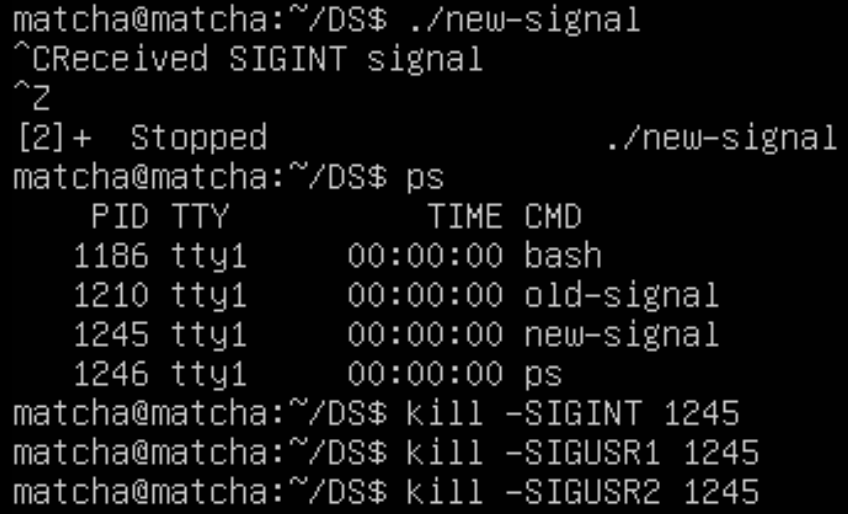 matcha@matcha:~/DS$ ./new-signal
^CReceived SIGINT signal
^Z
[2]+  Stopped                 ./new-signal
matcha@matcha:~/DS$ ps
    PID TTY          TIME CMD
   1186 tty1     00:00:00 bash
   1210 tty1     00:00:00 old-signal
   1245 tty1     00:00:00 new-signal
   1246 tty1     00:00:00 ps
matcha@matcha:~/DS$ kill -SIGINT 1245
matcha@matcha:~/DS$ kill -SIGUSR1 1245
matcha@matcha:~/DS$ kill -SIGUSR2 1245